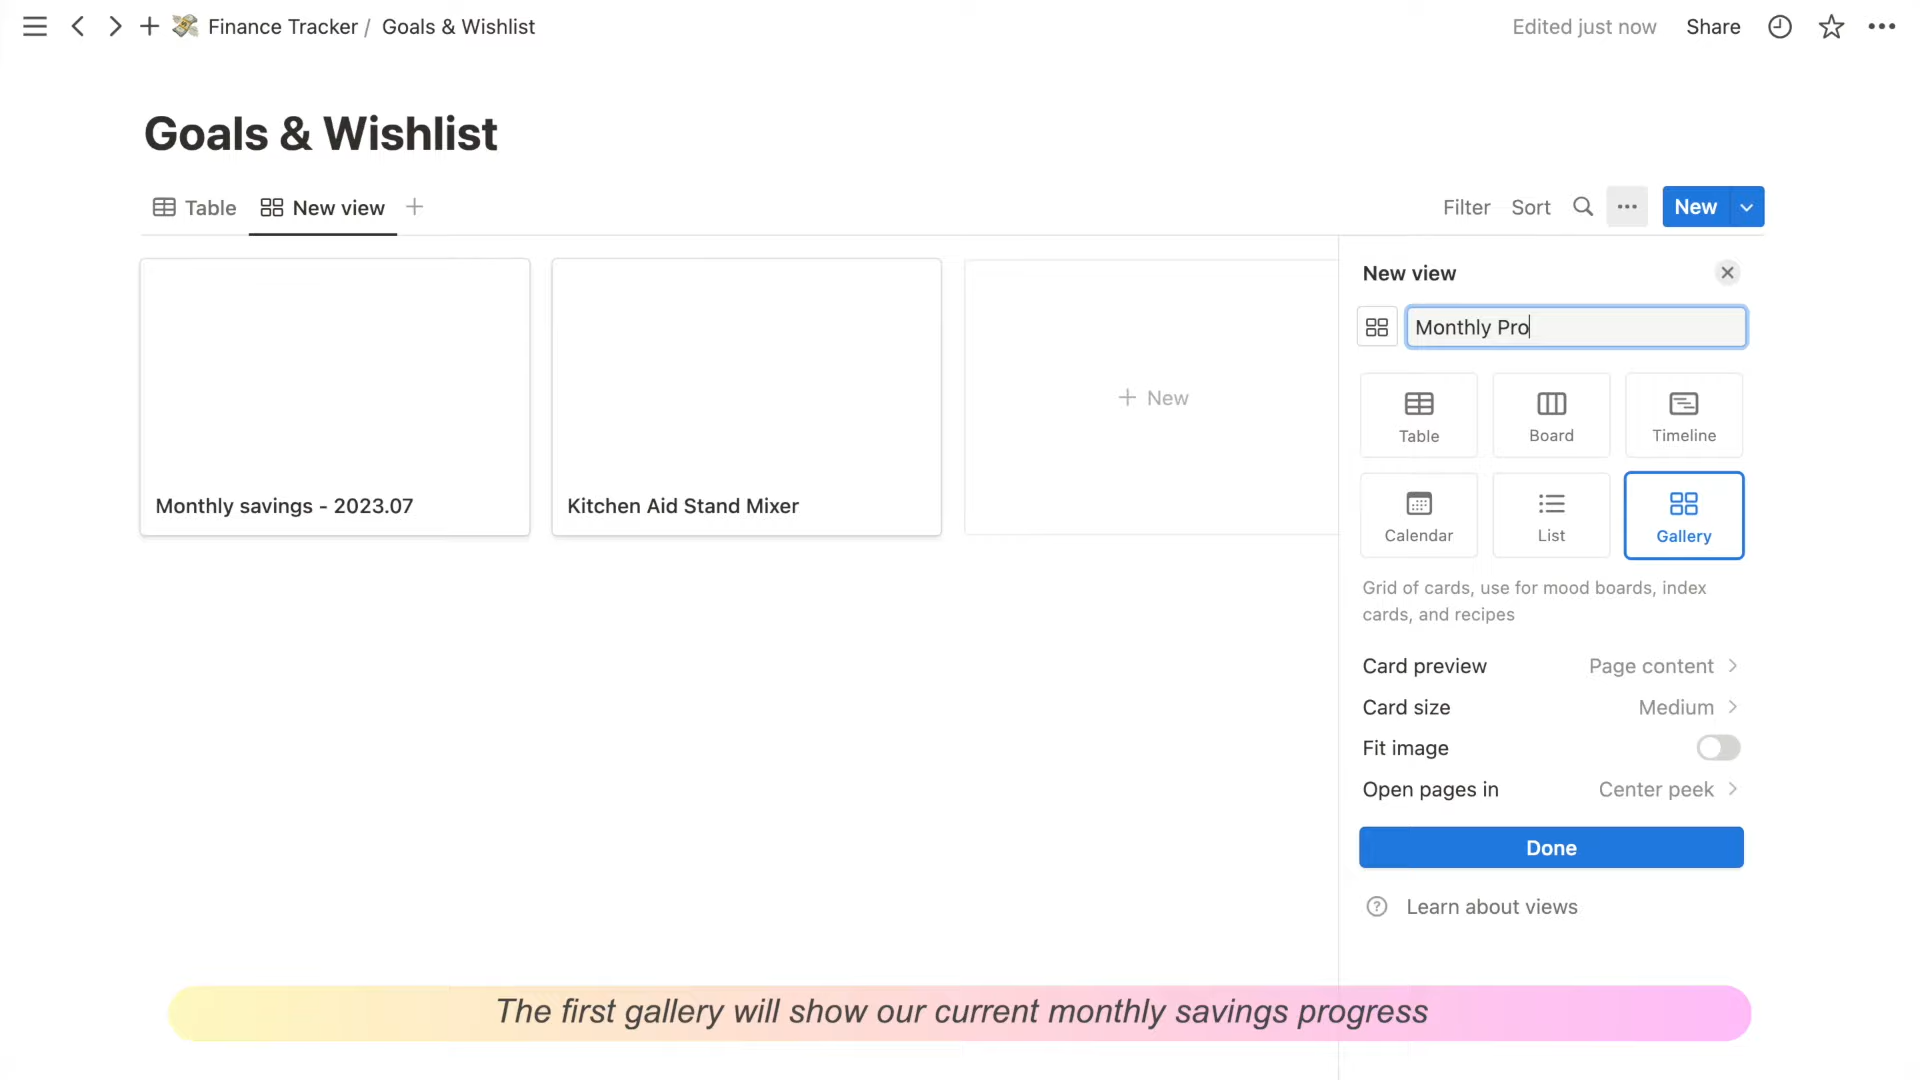 Finance Tracker / Goals & Wishlist
Edited just now
Share
Goals & Wishlist
Table
New view
Filter
Sort
New
Monthly savings - 2023.07
Kitchen Aid Stand Mixer
New
New view
Monthly Pro
Table
Board
Timeline
Calendar
List
Gallery
Grid of cards, use for mood boards, index
cards, and recipes
Card preview
Page content
Card size
Medium
Fit image
Open pages in
Center peek
Done
Learn about views
The first gallery will show our current monthly savings progress